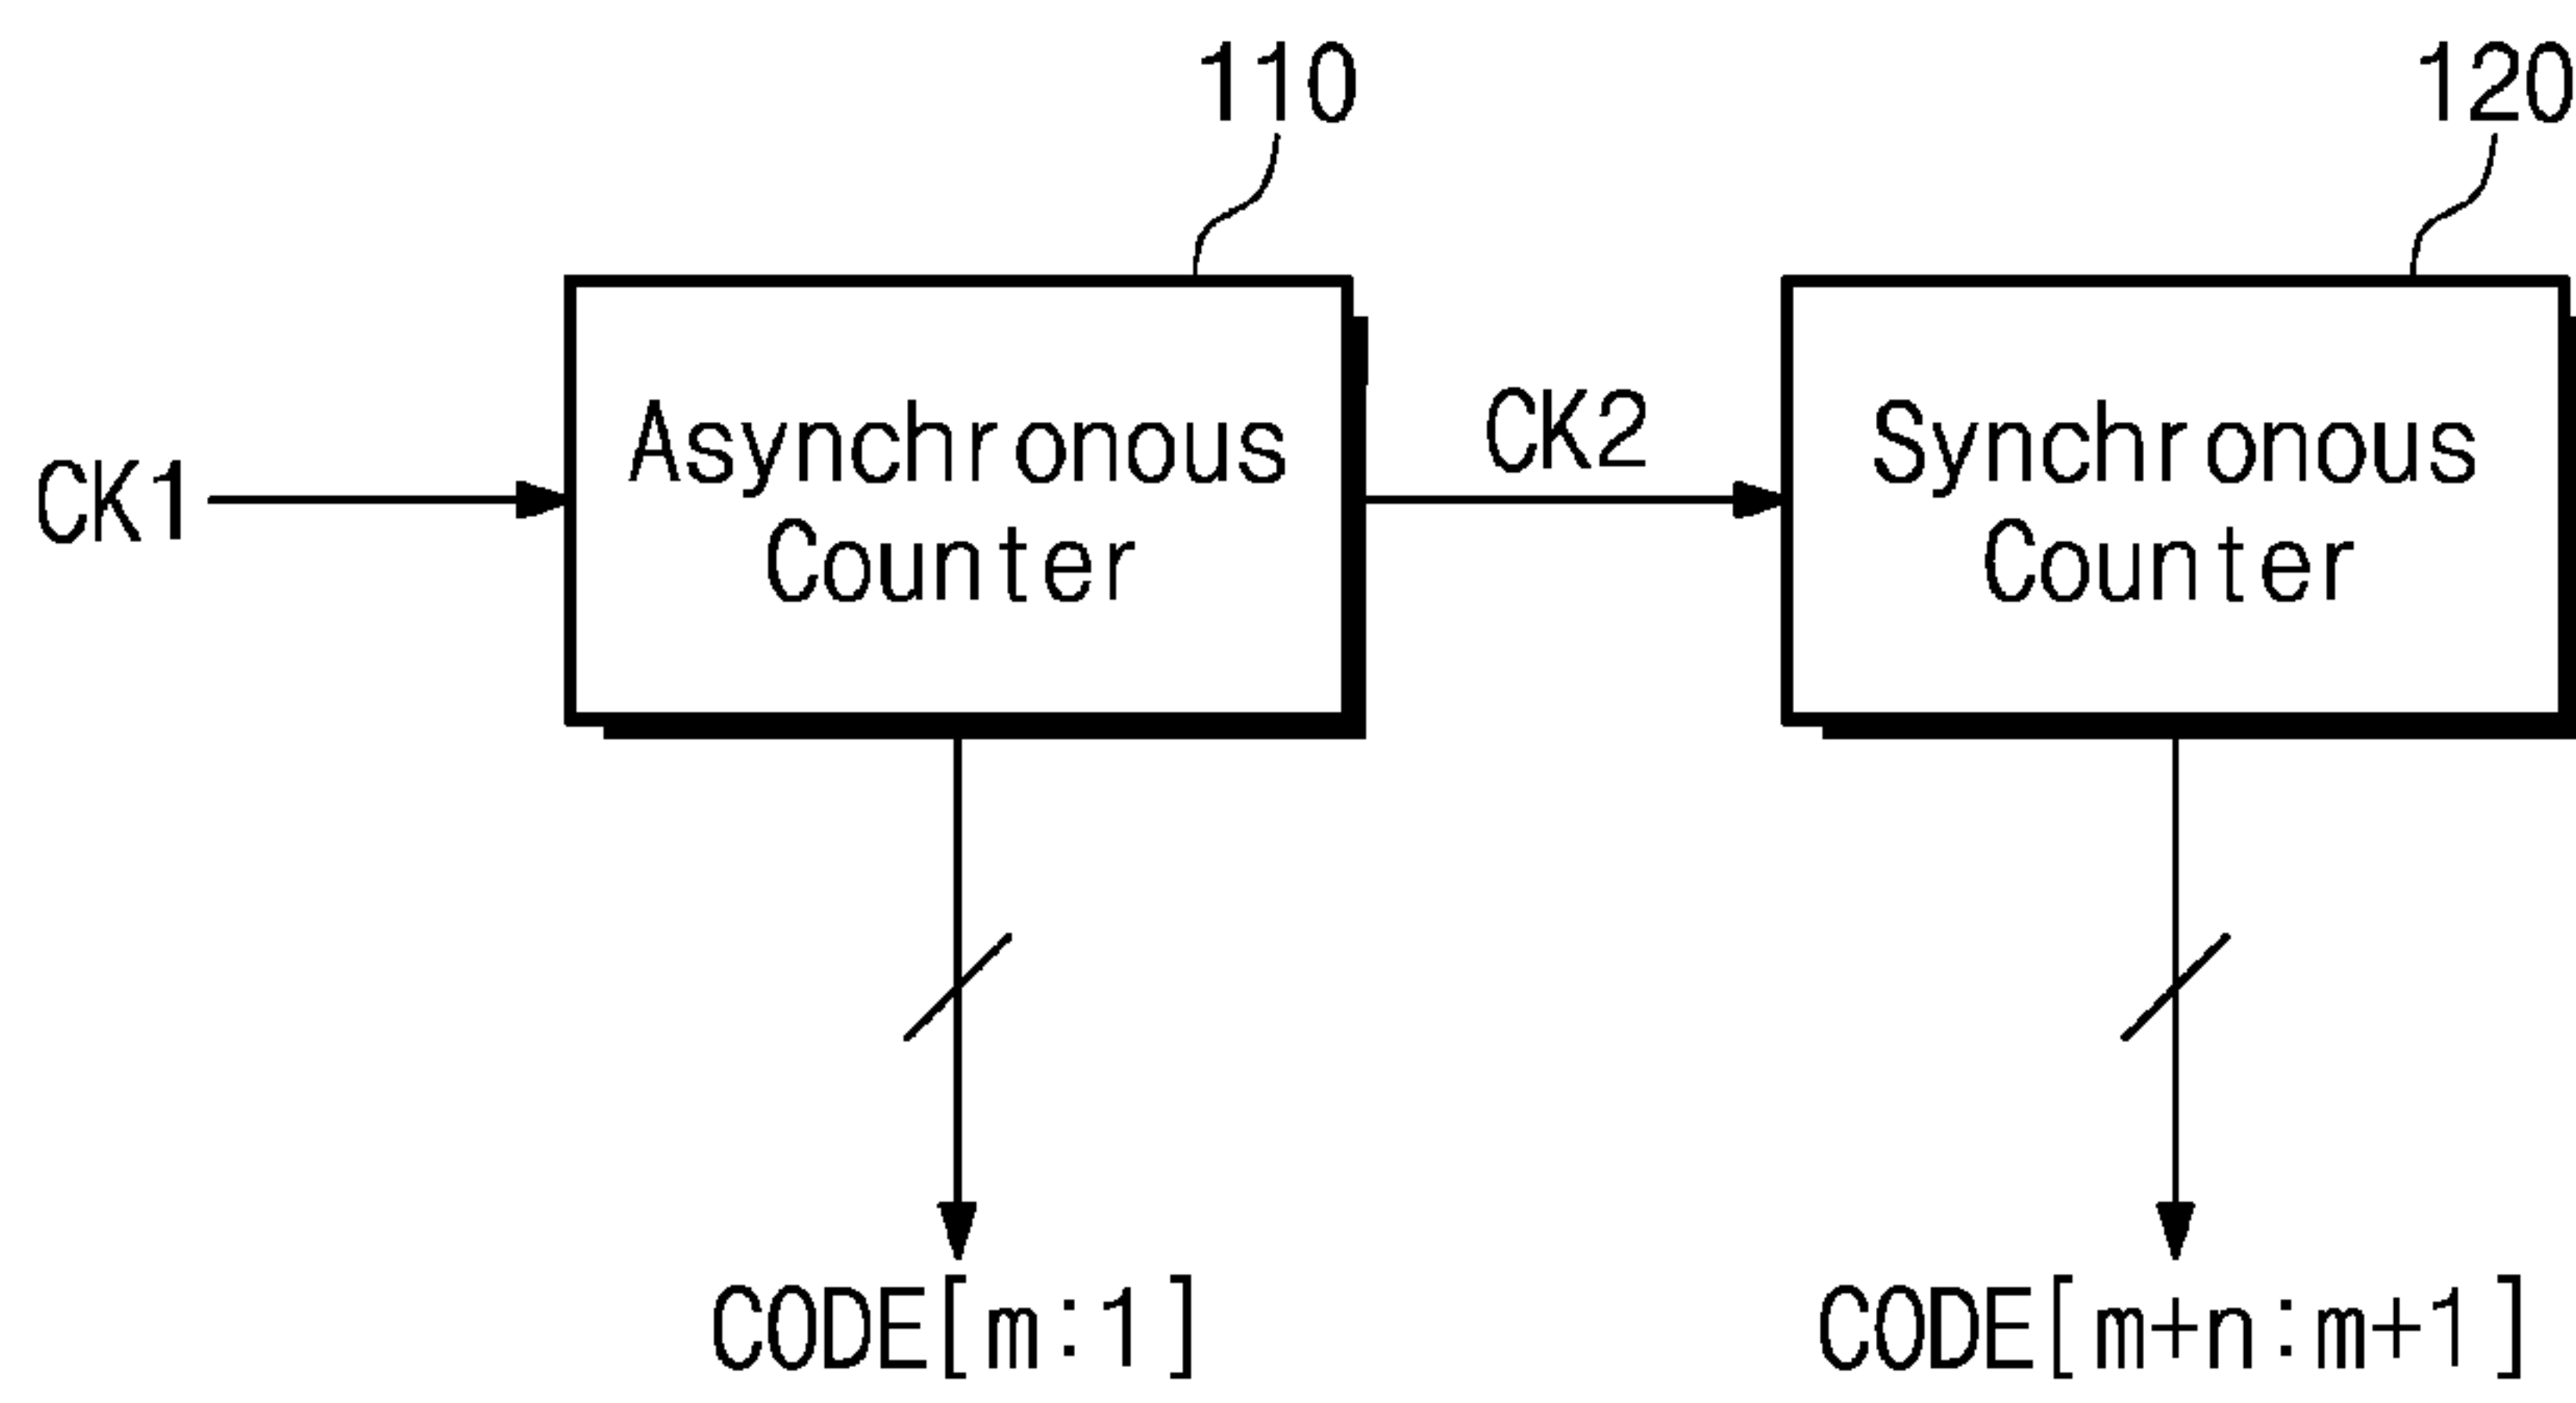 110
120
CK1
Asynchronous
Counter
CK2
Synchronous
Counter
CODE[m:1]
CODE[m+n:m+1]